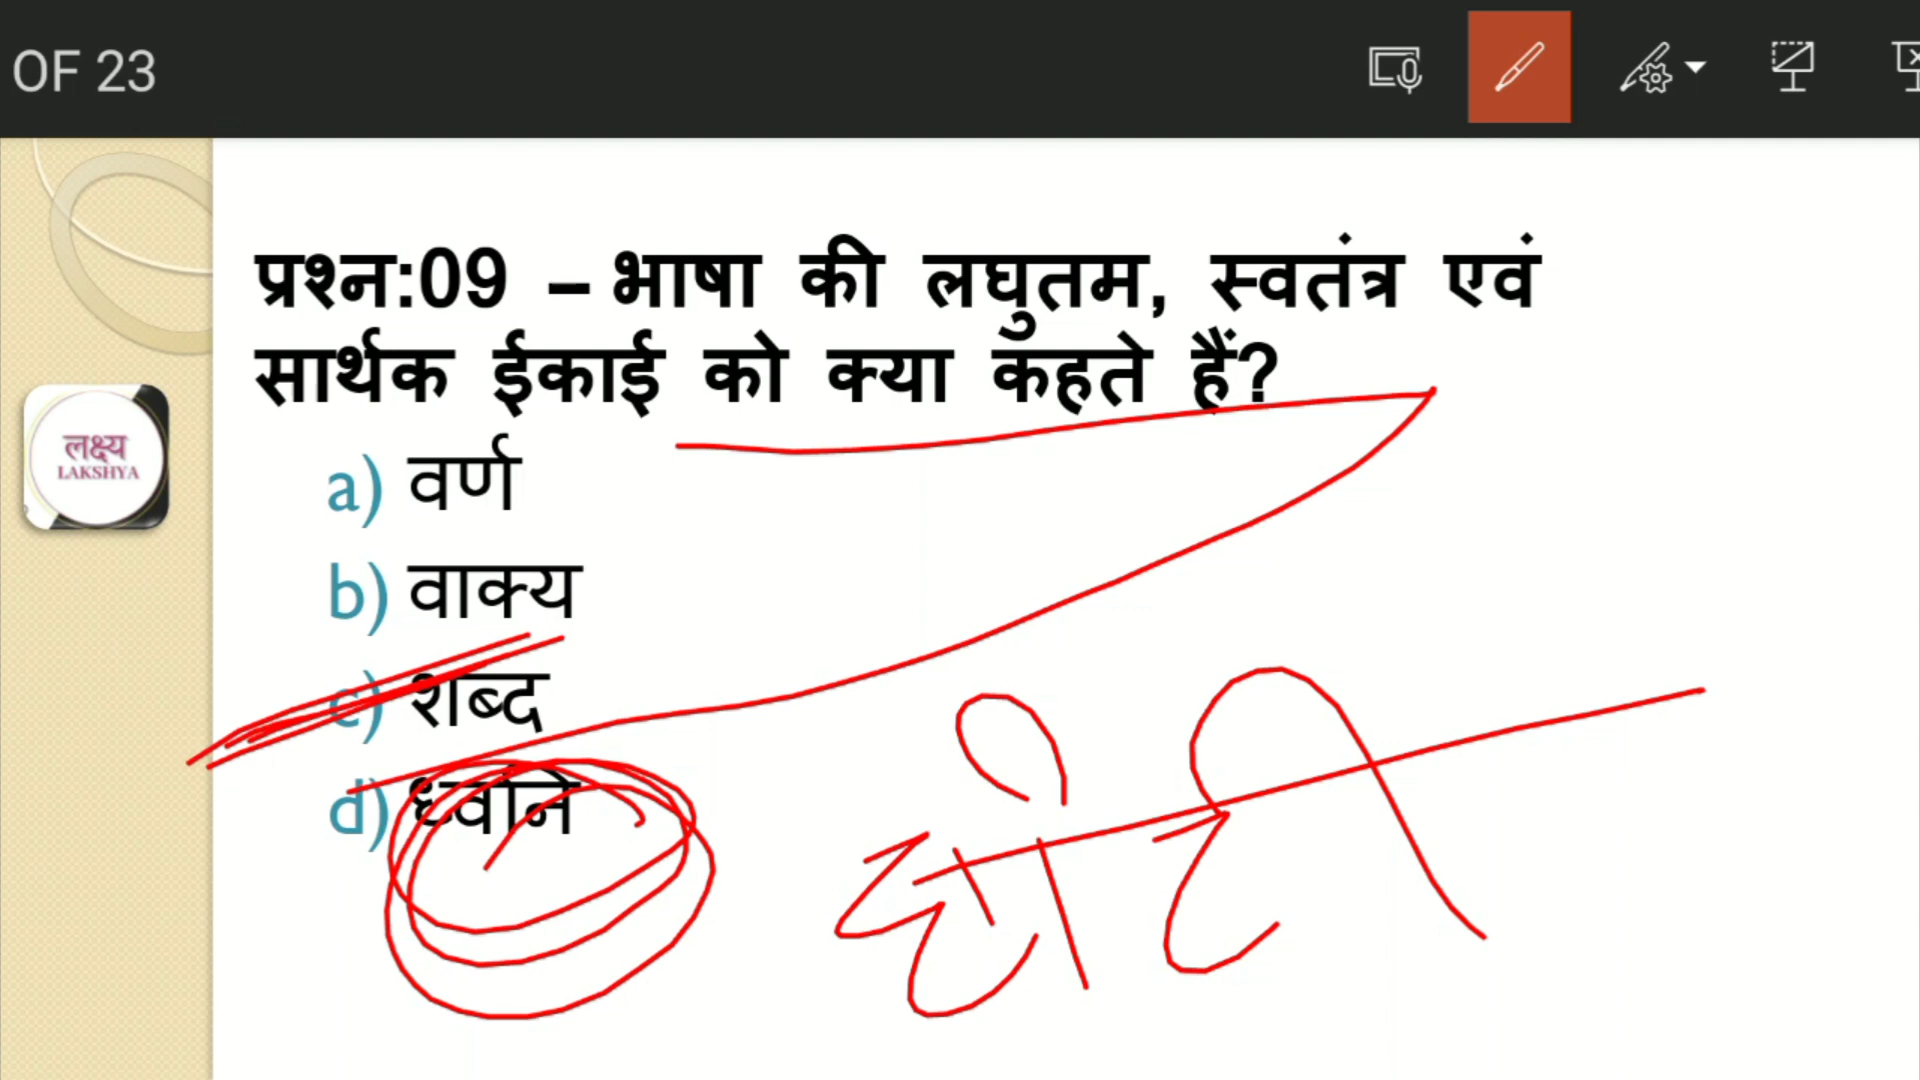 OF 23
प्रश्न:09 – भाषा की लघुतम, स्वतंत्र एवं
सार्थक ईकाई को क्या कहते हैं?
लक्ष्य
LAKSHYA
a) वर्ण
b) वाक्य
c) शब्द
d) ध्वनि